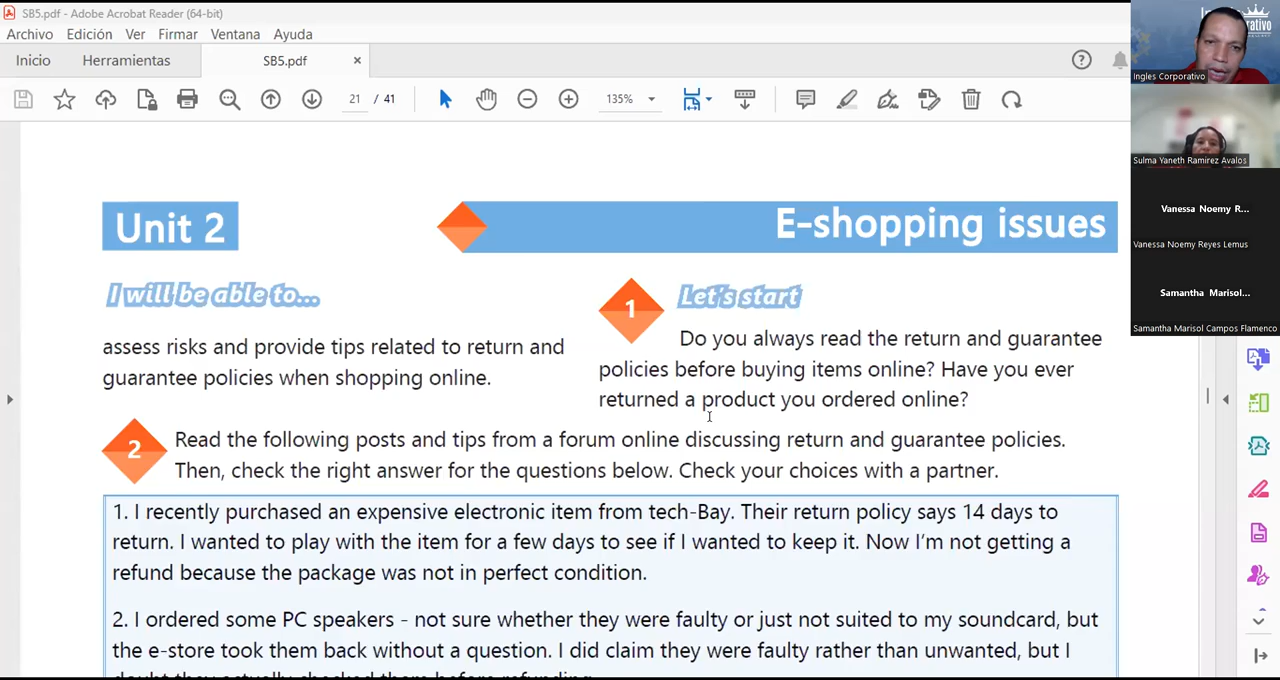 SB5.pdf - Adobe Acrobat Reader (64-bit)
Archivo Edición Ver Firmar Ventana Ayuda
Inicio Herramientas SB5.pdf ×
21 / 41 135%
Unit 2 E-shopping issues
I will be able to...
assess risks and provide tips related to return and
guarantee policies when shopping online.
1 Let's start
Do you always read the return and guarantee
policies before buying items online? Have you ever
returned a product you ordered online?
2 Read the following posts and tips from a forum online discussing return and guarantee policies.
Then, check the right answer for the questions below. Check your choices with a partner.
1. I recently purchased an expensive electronic item from tech-Bay. Their return policy says 14 days to
return. I wanted to play with the item for a few days to see if I wanted to keep it. Now I'm not getting a
refund because the package was not in perfect condition.
2. I ordered some PC speakers - not sure whether they were faulty or just not suited to my soundcard, but
the e-store took them back without a question. I did claim they were faulty rather than unwanted, but I
doubt they actually checked them before refunding.
Ingles Corporativo
Sulma Yaneth Ramirez Avalos
Vanessa Noemy R...
Vanessa Noemy Reyes Lemus
Samantha Marisol...
Samantha Marisol Campos Flamenco